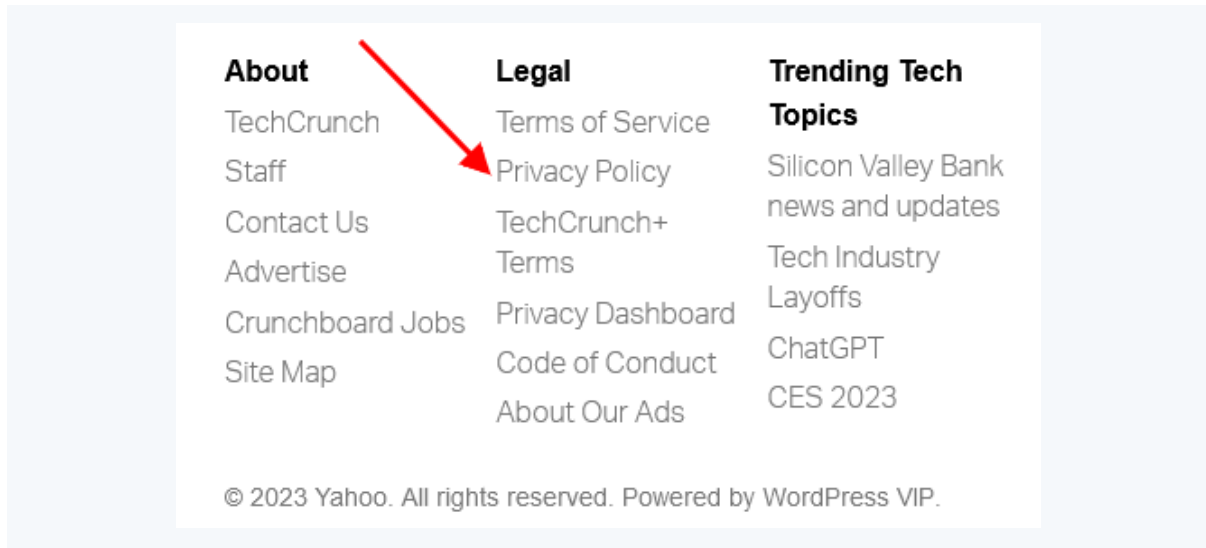 About
TechCrunch
Staff
Contact Us
Advertise
Crunchboard Jobs
Site Map
Legal
Terms of Service
Privacy Policy
TechCrunch+
Terms
Privacy Dashboard
Code of Conduct
About Our Ads
Trending Tech
Topics
Silicon Valley Bank
news and updates
Tech Industry
Layoffs
ChatGPT
CES 2023
© 2023 Yahoo. All rights reserved. Powered by WordPress VIP.